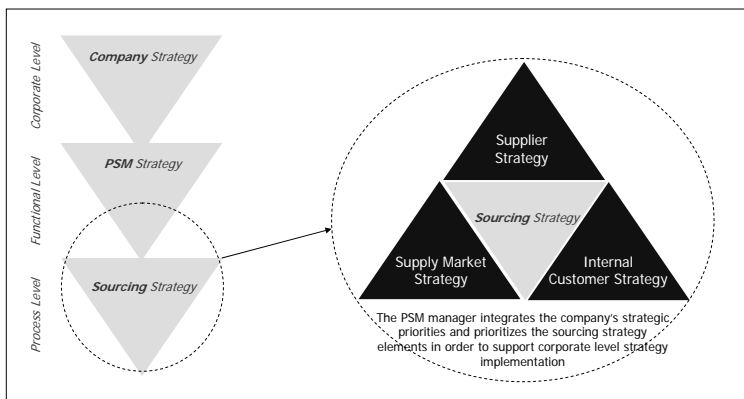 Corporate Level
Company Strategy
Functional Level
PSM Strategy
Process Level
Sourcing Strategy
Supplier
Strategy
Sourcing Strategy
Supply Market
Strategy
Internal
Customer Strategy
The PSM manager integrates the company's strategic
priorities and prioritizes the sourcing strategy
elements in order to support corporate level strategy
implementation